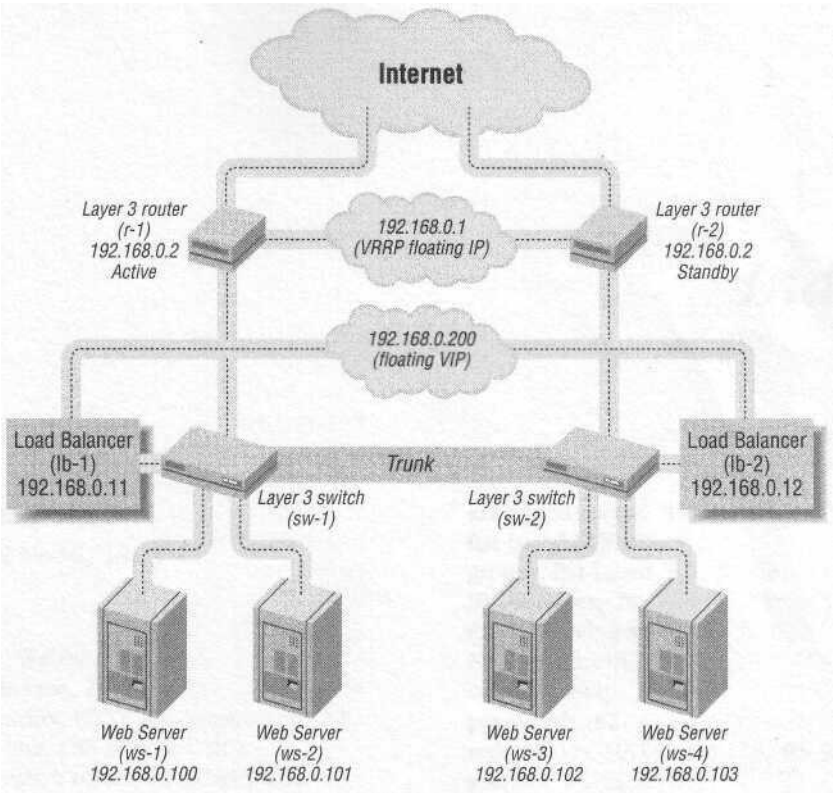 Internet
Layer 3 router
(r-1)
192.168.0.2
Active
192.168.0.1
(VRRP floating IP)
Layer 3 router
(r-2)
192.168.0.2
Standby
192.168.0.200
(floating VIP)
Load Balancer
(lb-1)
192.168.0.11
Trunk
Load Balancer
(lb-2)
192.168.0.12
Layer 3 switch
(sw-1)
Layer 3 switch
(sw-2)
Web Server
(ws-1)
192.168.0.100
Web Server
(ws-2)
192.168.0.101
Web Server
(ws-3)
192.168.0.102
Web Server
(ws-4)
192.168.0.103